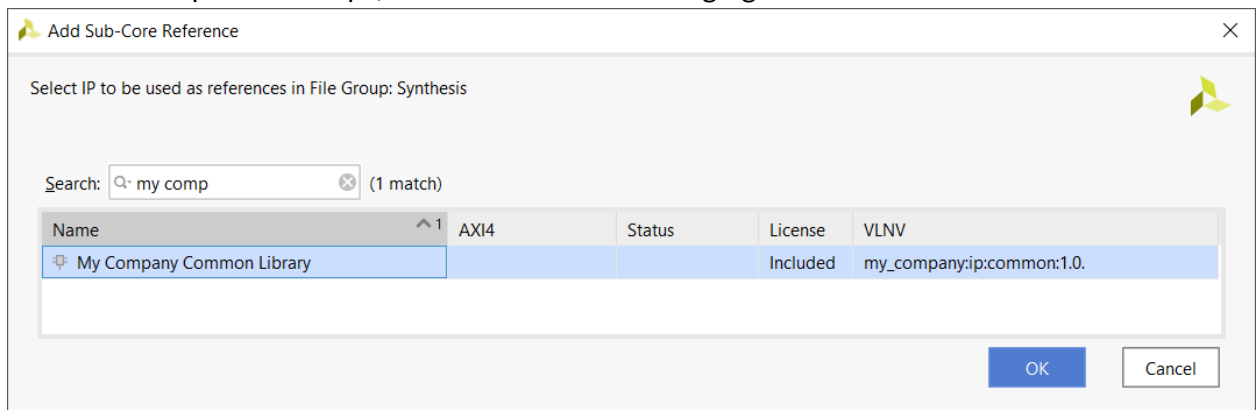 Add Sub-Core Reference
Select IP to be used as references in File Group: Synthesis
Search: my comp (1 match)
Name 1 AXI4 Status License VLNV
My Company Common Library Included my_company:ip:common:1.0.
OK Cancel